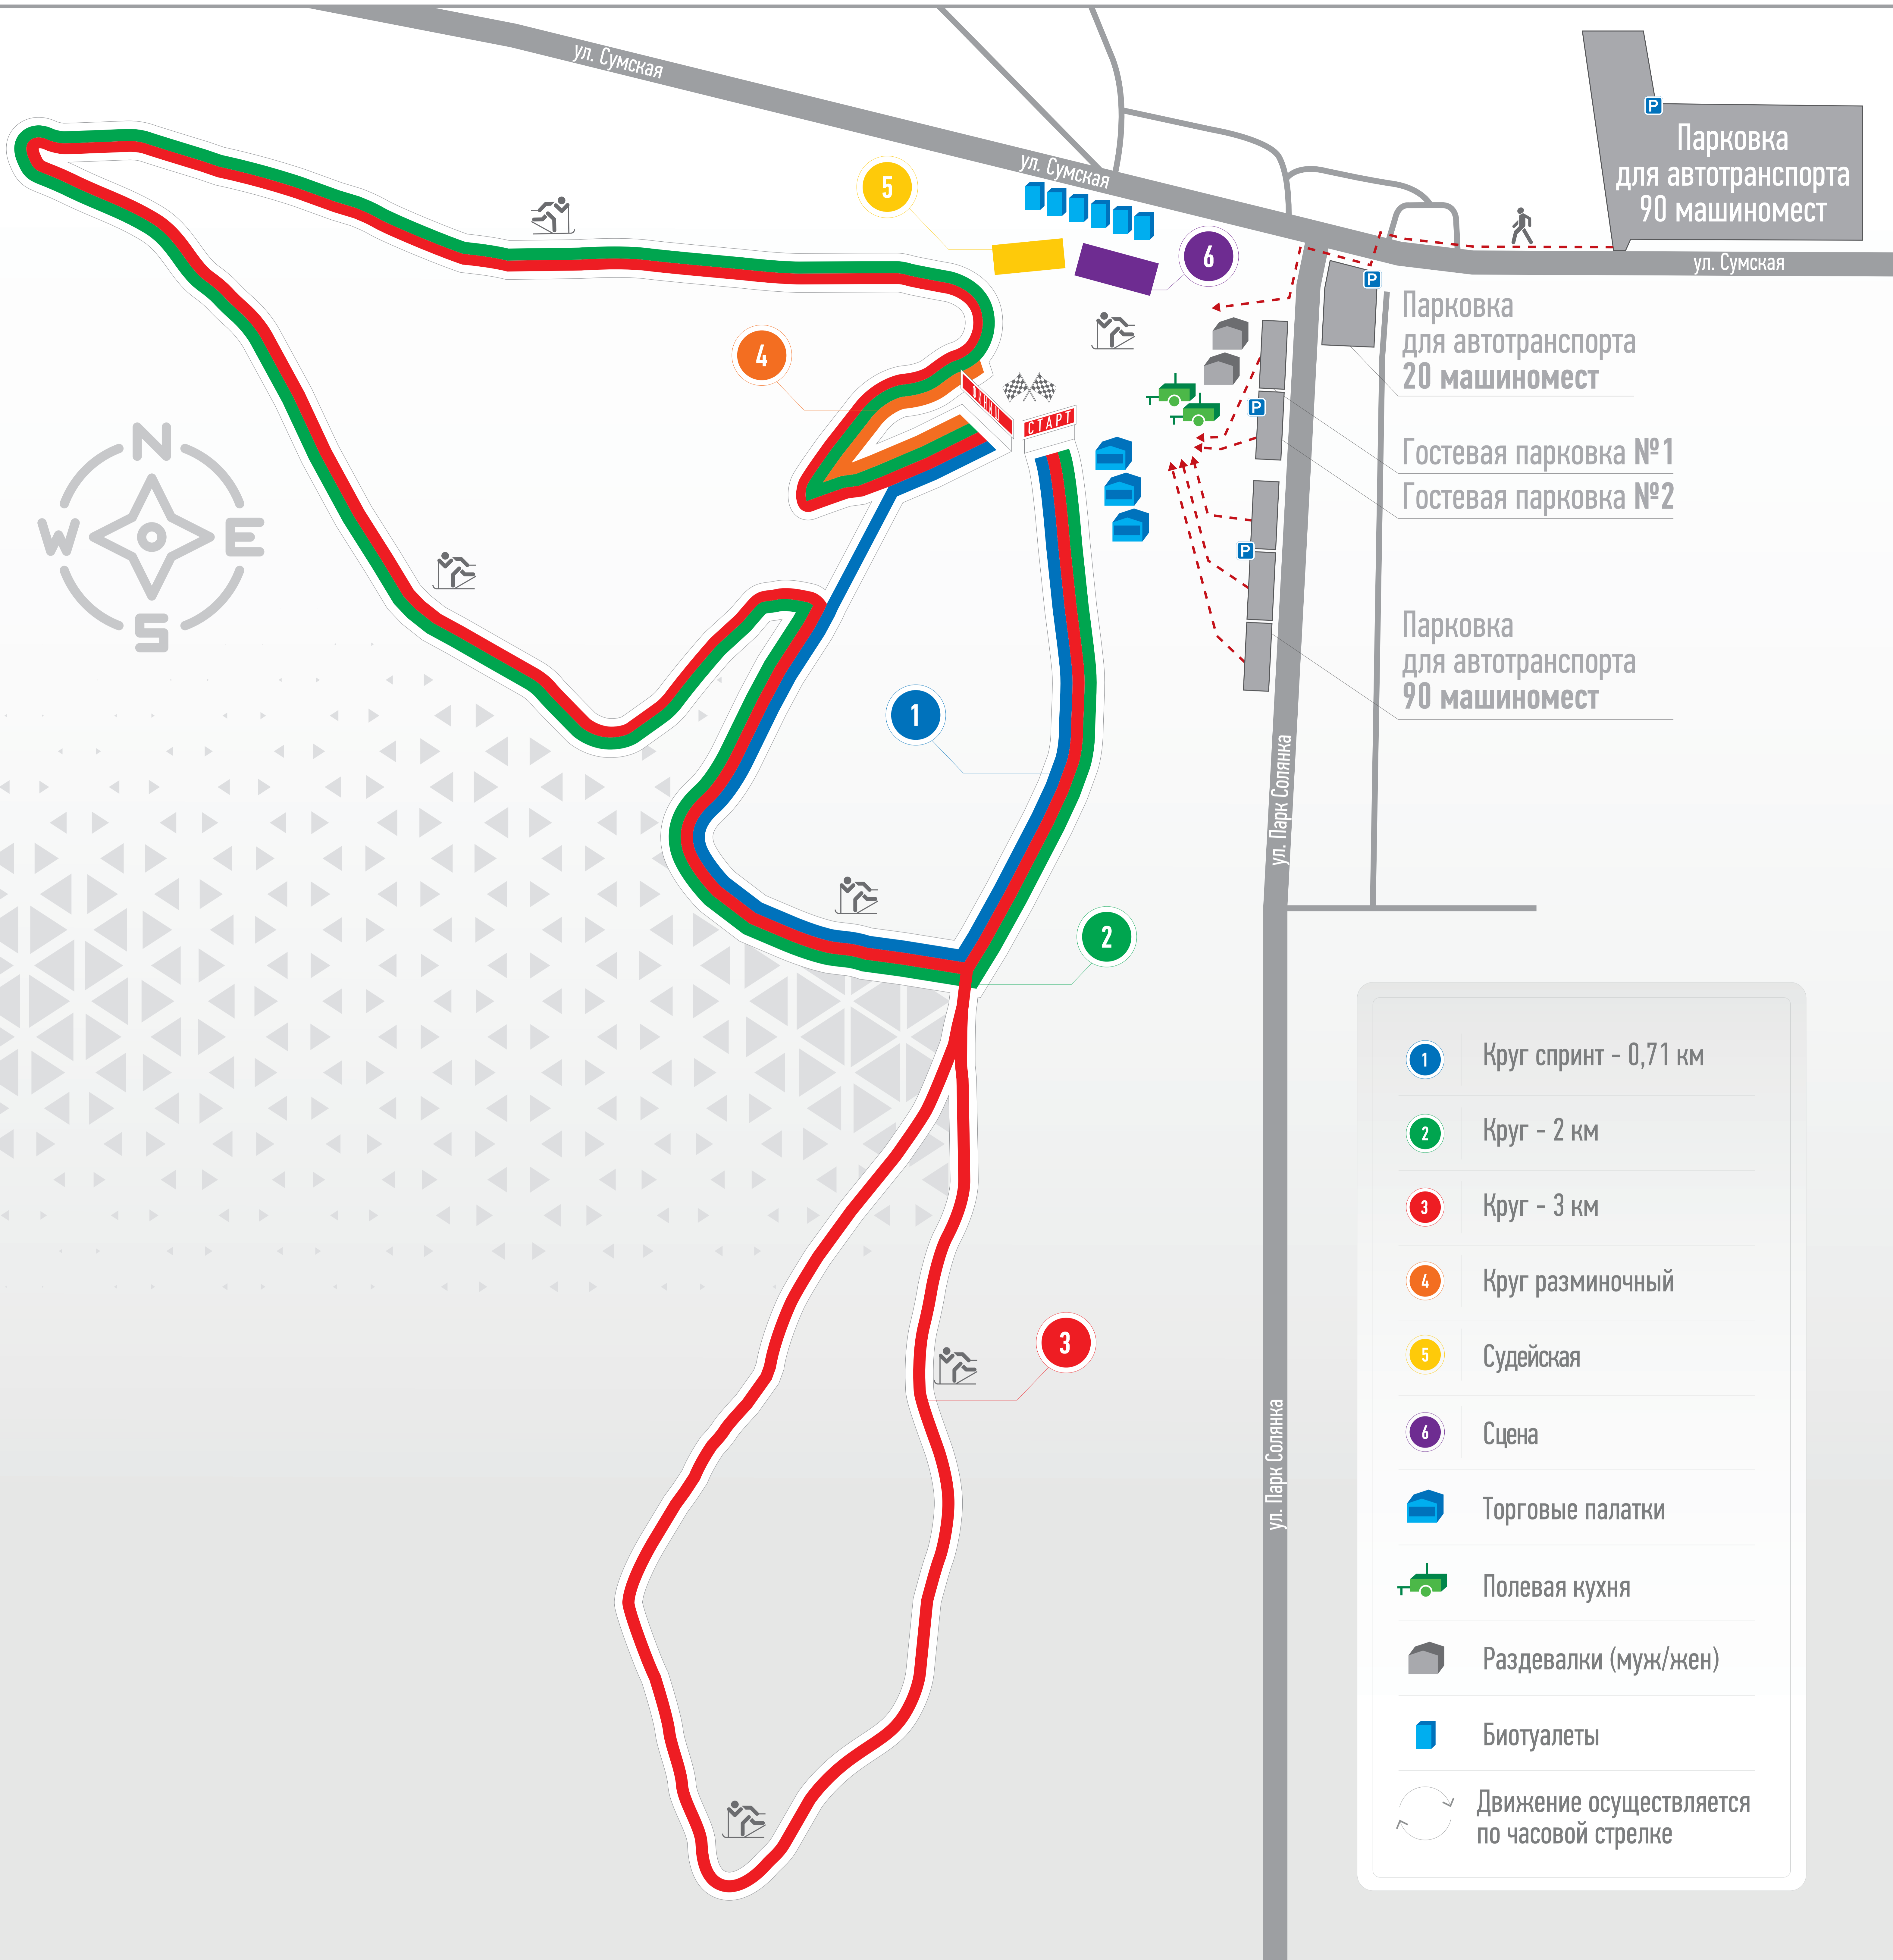 ул. Сумская
ул. Сумская
ул. Сумская
P
Парковка
для автотранспорта
90 машиномест
5
6
4
P
Парковка
для автотранспорта
20 машиномест
ФИНИШ
СТАРТ
P
Гостевая парковка №1
Гостевая парковка №2
N
W
E
S
P
Парковка
для автотранспорта
90 машиномест
1
ул. Парк Солянка
2
3
ул. Парк Солянка
1 Круг спринт - 0,71 км
2 Круг - 2 км
3 Круг - 3 км
4 Круг разминочный
5 Судейская
6 Сцена
Торговые палатки
Полевая кухня
Раздевалки (муж/жен)
Биотуалеты
Движение осуществляется
по часовой стрелке